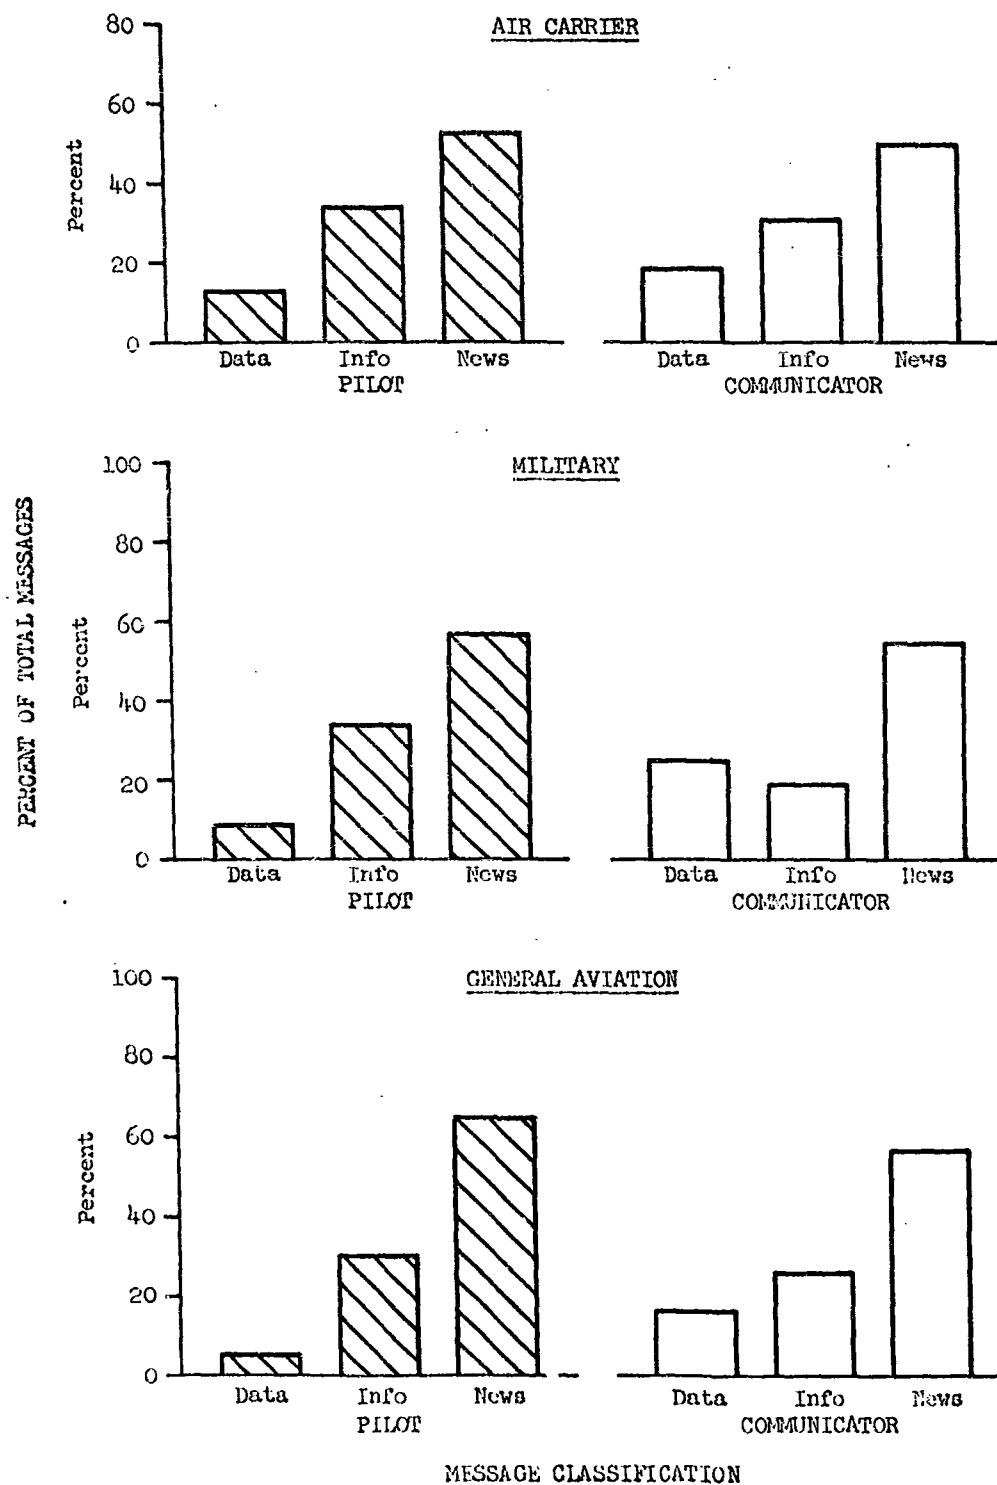 AIR CARRIER
80
60
40
20
0
Percent
Data Info News
PILOT
Data Info News
COMMUNICATOR
PERCENT OF TOTAL MESSAGES
MILITARY
100
80
60
40
20
0
Percent
Data Info News
PILOT
Data Info News
COMMUNICATOR
GENERAL AVIATION
100
80
60
40
20
0
Percent
Data Info News
PILOT
Data Info News
COMMUNICATOR
MESSAGE CLASSIFICATION